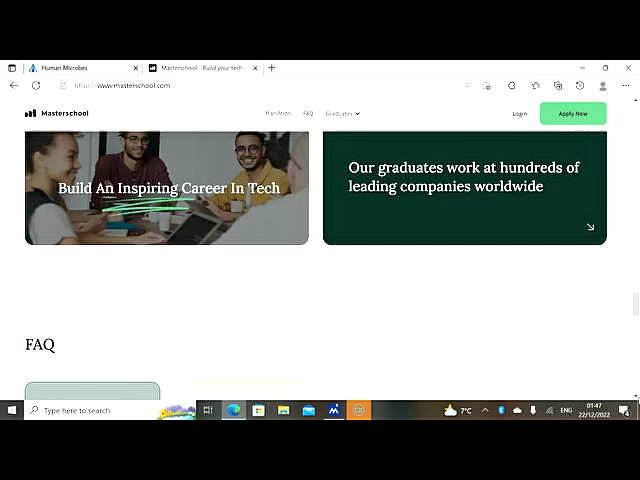 Human Microbes
Masterschool - Build your tech
https://www.masterschool.com
Masterschool
Manifesto
FAQ
Graduates
Login
Apply Now
Build An Inspiring Career In Tech
Our graduates work at hundreds of
leading companies worldwide
FAQ
Type here to search
7°C
ENG
01:47
22/12/2022